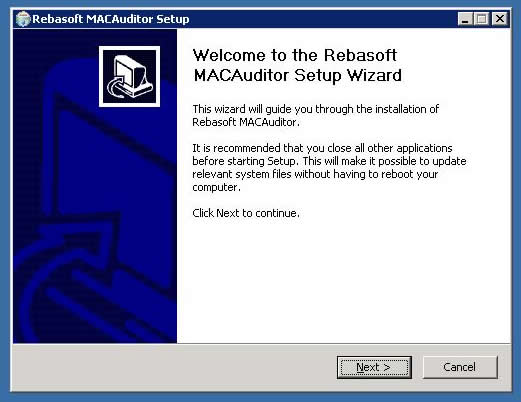 Rebasoft MACAuditor Setup
Welcome to the Rebasoft
MACAuditor Setup Wizard
This wizard will guide you through the installation of
Rebasoft MACAuditor.
It is recommended that you close all other applications
before starting Setup. This will make it possible to update
relevant system files without having to reboot your
computer.
Click Next to continue.
Next >
Cancel